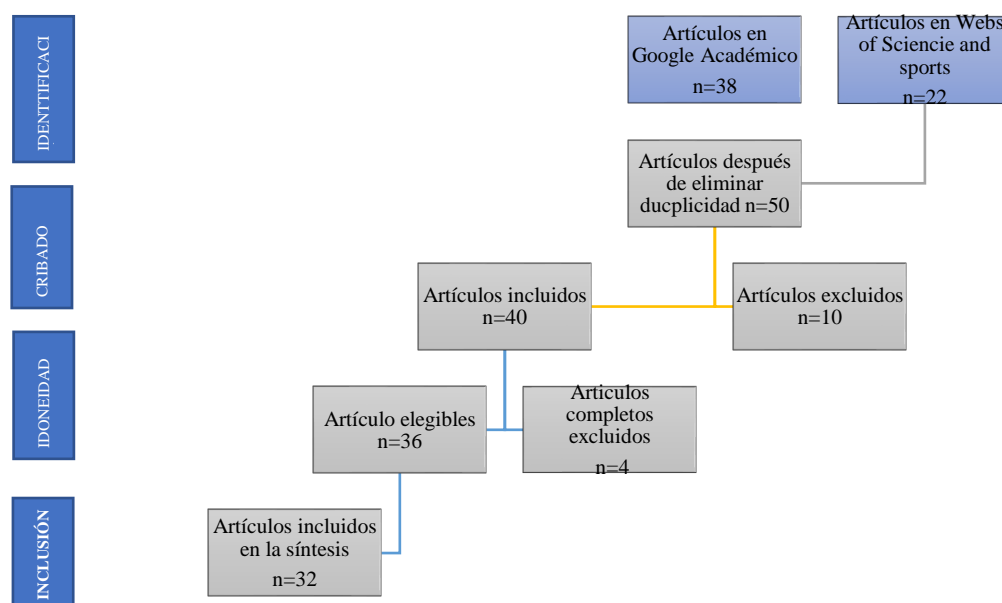 IDENTIFICACI
Artículos en
Google Académico
n=38
Artículos en Webs
of Sciencie and
sports
n=22
Artículos después
de eliminar
ducplicidad n=50
CRIBADO
Artículos incluidos
n=40
Artículos excluidos
n=10
IDONEIDAD
Artículo elegibles
n=36
Articulos
completos
excluidos
n=4
INCLUSIÓN
Artículos incluidos
en la síntesis
n=32